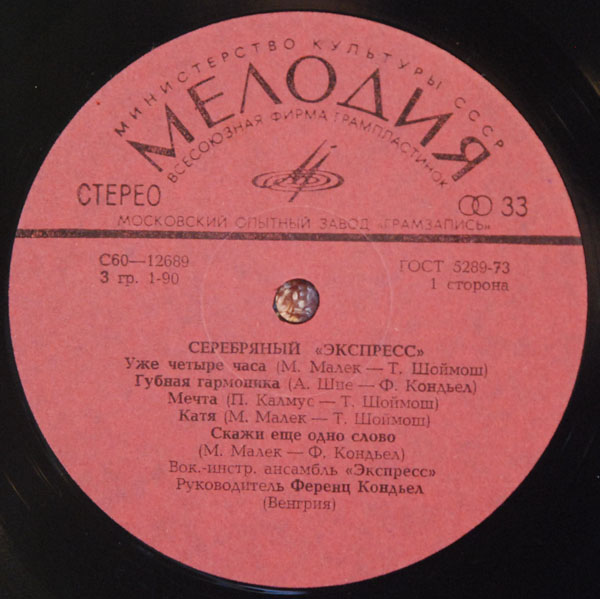 МИНИСТЕРСТВО КУЛЬТУРЫ СССР
МЕЛОДИЯ
ВСЕСОЮЗНАЯ ФИРМА ГРАМПЛАСТИНОК
СТЕРЕО
33
МОСКОВСКИЙ ОПЫТНЫЙ ЗАВОД «ГРАМЗАПИСЬ»
С60—12689
ГОСТ 5289-73
3 гр. 1-90
1 сторона
СЕРЕБРЯНЫЙ «ЭКСПРЕСС»
Уже четыре часа (М. Малек — Т. Шоймош)
Губная гармоника (А. Шпе — Ф. Кондьел)
Мечта (П. Калмус — Т. Шоймош)
Катя (М. Малек — Т. Шоймош)
Скажи еще одно слово
(М. Малек — Ф. Кондьел)
Вок.-инстр. ансамбль «Экспресс»
Руководитель Ференц Кондьел
(Венгрия)